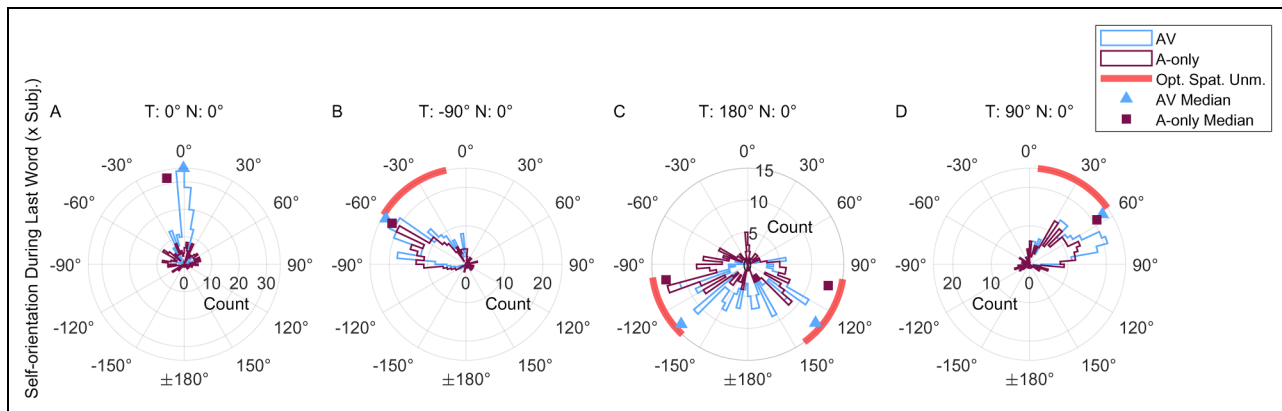 AV
A-only
Opt. Spat. Unm.
AV Median
A-only Median
Self-orientation During Last Word (x Subj.)
A
T: 0° N: 0°
0°
-30°
30°
-60°
60°
-90°
90°
0 10 20 30
Count
-120°
120°
-150°
150°
±180°
B
T: -90° N: 0°
0°
-30°
30°
-60°
60°
-90°
90°
0 10 20
Count
-120°
120°
-150°
150°
±180°
C
T: 180° N: 0°
0°
-30°
30°
15
10
-60°
60°
Count
5
-90°
90°
-120°
120°
-150°
150°
±180°
D
T: 90° N: 0°
0°
-30°
30°
-60°
60°
-90°
90°
20 10 0
Count
-120°
120°
-150°
150°
±180°